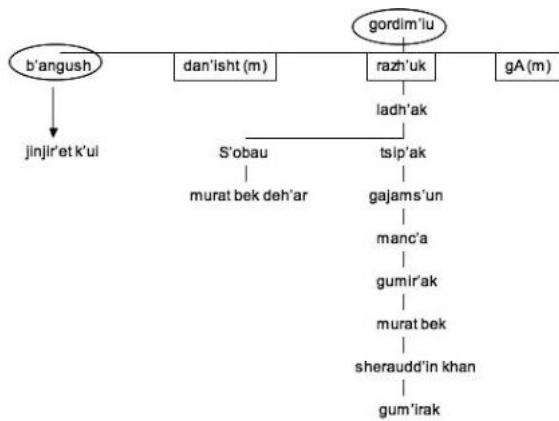 gordim'iu
b'angush dan'isht (m) razh'uk gA (m)
ladh'ak
jinjir'et k'ui S'obau tsip'ak
murat bek deh'ar gajams'un
manc'a
gumir'ak
murat bek
sheraudd'in khan
gum'irak